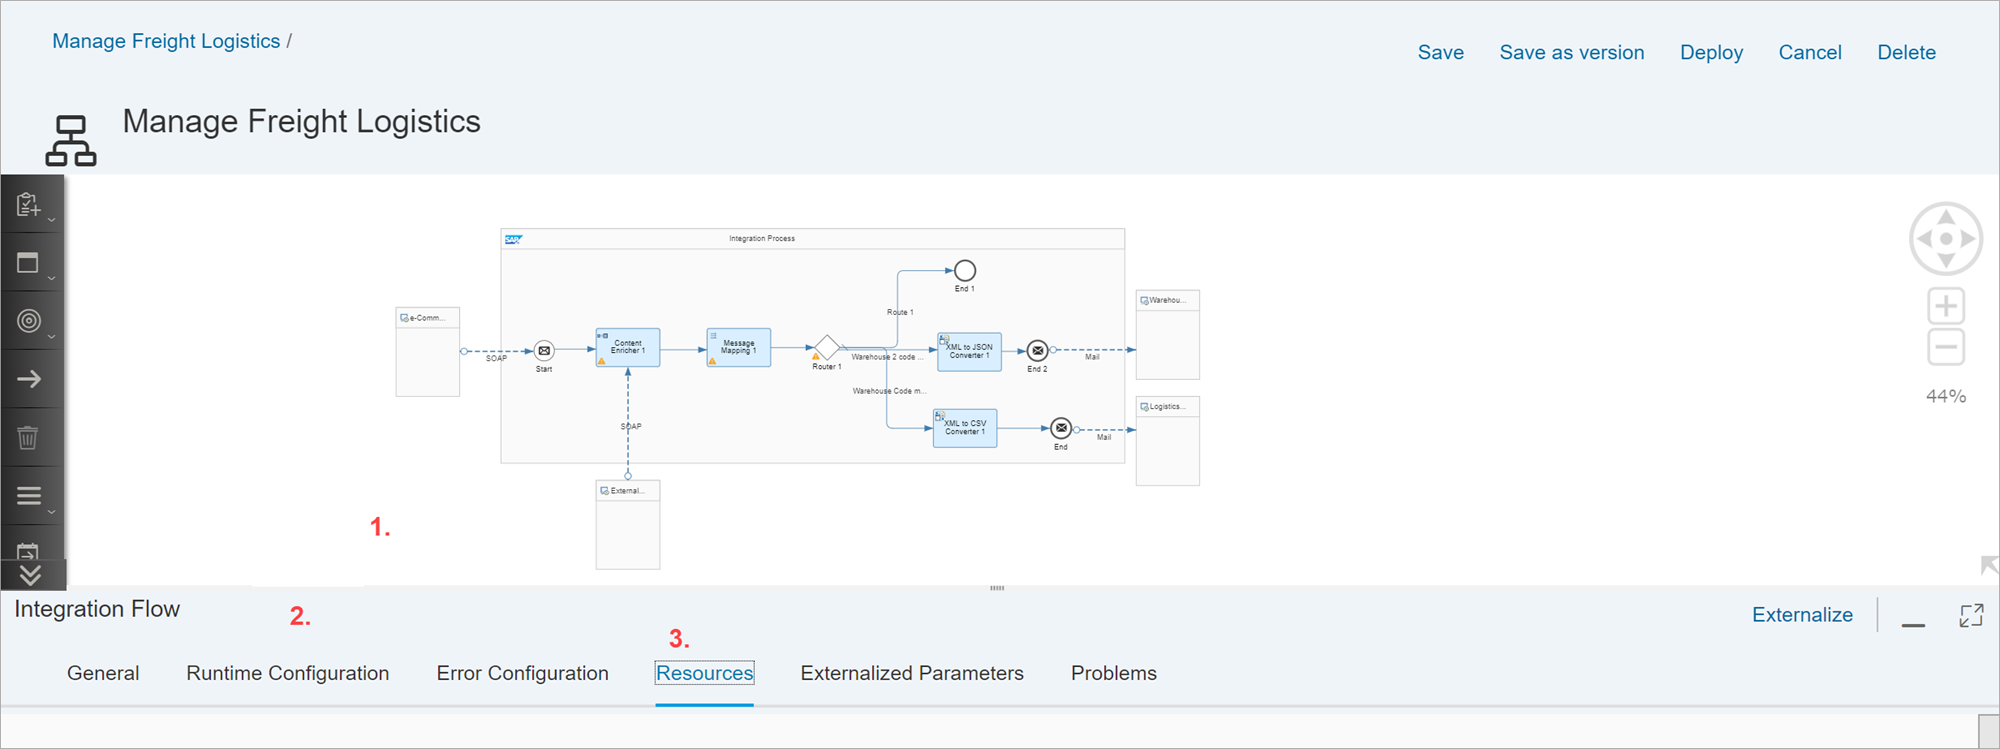 Manage Freight Logistics /
Save
Save as version
Deploy
Cancel
Delete
Manage Freight Logistics
SAP
Integration Process
End 1
Route 1
e-Comm...
SOAP
Start
Content
Enricher 1
Message
Mapping 1
Router 1
Warehouse 2 code ...
XML to JSON
Converter 1
End 2
Mail
Warehou...
Warehouse Code m...
XML to CSV
Converter 1
End
Mail
Logistics...
SOAP
External...
44%
1.
Integration Flow
2.
3.
Externalize
General
Runtime Configuration
Error Configuration
Resources
Externalized Parameters
Problems